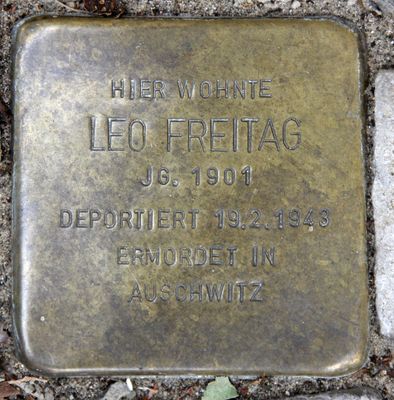 HIER WOHNTE
LEO FREITAG
JG. 1901
DEPORTIERT 19.2.1943
ERMORDET IN
AUSCHWITZ